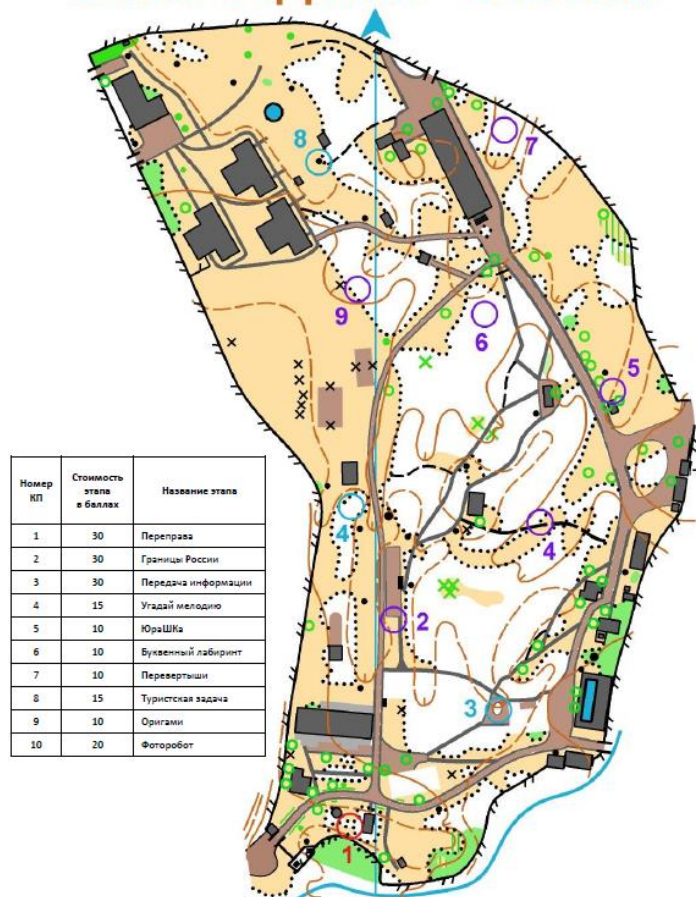 8
7
9
6
5
4
4
2
3
1
Номер КП Стоимость этапа в баллах Название этапа
1 30 Переправа
2 30 Границы России
3 30 Передача информации
4 15 Угадай мелодию
5 10 ЮраШКа
6 10 Буквенный лабиринт
7 10 Перевертыши
8 15 Туристская задача
9 10 Оригами
10 20 Фоторобот